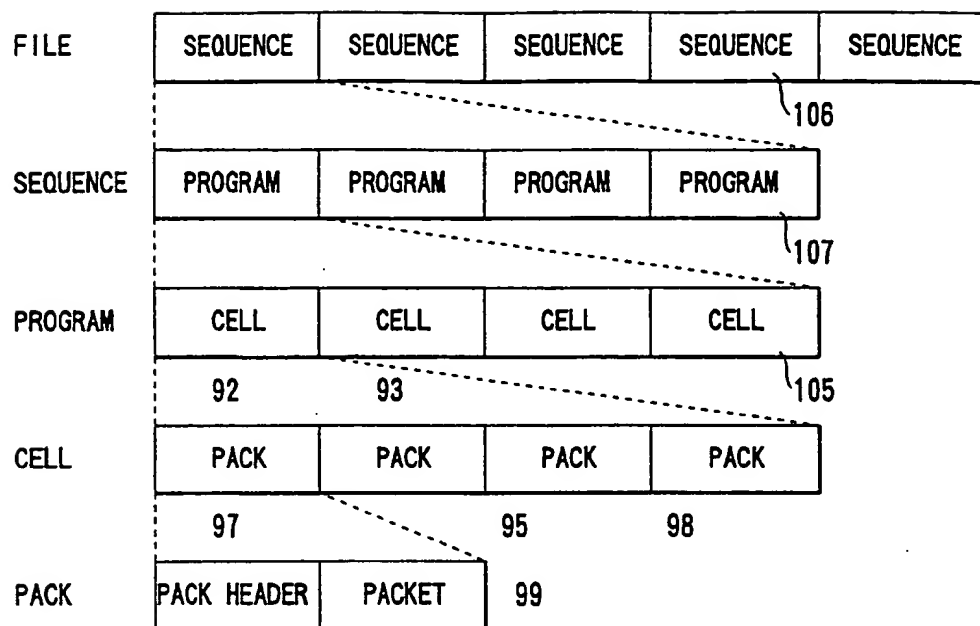 FILE SEQUENCE SEQUENCE SEQUENCE SEQUENCE SEQUENCE
106
SEQUENCE PROGRAM PROGRAM PROGRAM PROGRAM
107
PROGRAM CELL CELL CELL CELL
92 93 105
CELL PACK PACK PACK PACK
97 95 98
PACK PACK HEADER PACKET 99